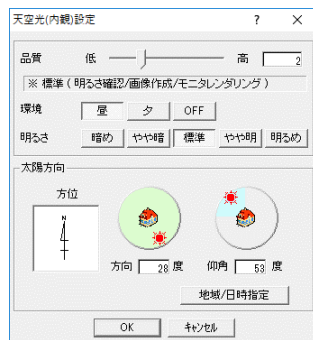 天空光(内観)設定 ? ×
品質 低 高 2
※ 標準 ( 明るさ確認/画像作成/モニタレンダリング )
環境 昼 夕 OFF
明るさ 暗め やや暗 標準 やや明 明るめ
太陽方向
方位
N
方向 28 度 仰角 53 度
地域/日時指定
OK キャンセル